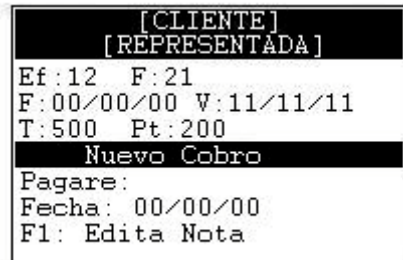 [CLIENTE]
[REPRESENTADA]
Ef:12 F:21
F:00/00/00 V:11/11/11
T:500 Pt:200
Nuevo Cobro
Pagare:
Fecha: 00/00/00
F1: Edita Nota